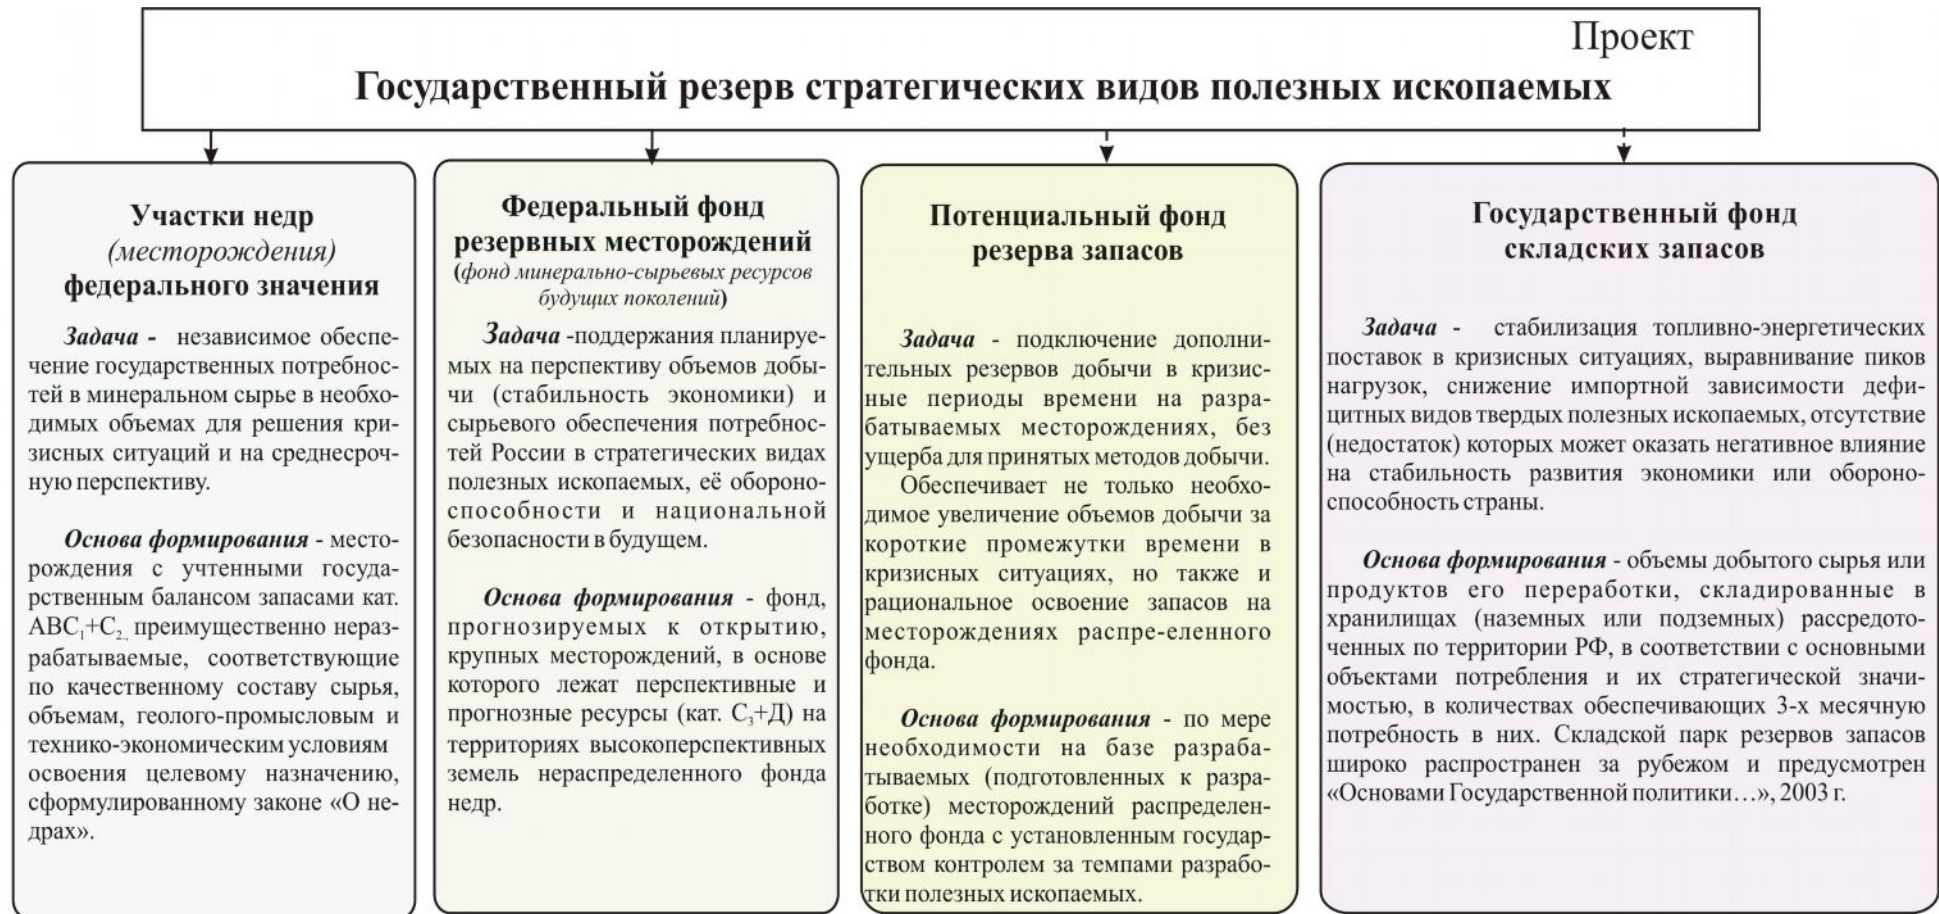 Проект
Государственный резерв стратегических видов полезных ископаемых
Участки недр
(месторождения)
федерального значения
Задача - независимое обеспе-
чение государственных потребнос-
тей в минеральном сырье в необхо-
димых объемах для решения кри-
зисных ситуаций и на среднесроч-
ную перспективу.
Основа формирования - место-
рождения с учтенными госуда-
рственным балансом запасами кат.
АВС₁+С₂, преимущественно нераз-
рабатываемые, соответствующие
по качественному составу сырья,
объемам, геолого-промысловым и
технико-экономическим условиям
освоения целевому назначению,
сформулированному законе «О не-
драх».
Федеральный фонд
резервных месторождений
(фонд минерально-сырьевых ресурсов
будущих поколений)
Задача -поддержания планируе-
мых на перспективу объемов добы-
чи (стабильность экономики) и
сырьевого обеспечения потребнос-
тей России в стратегических видах
полезных ископаемых, её обороно-
способности и национальной
безопасности в будущем.
Основа формирования - фонд,
прогнозируемых к открытию,
крупных месторождений, в основе
которого лежат перспективные и
прогнозные ресурсы (кат. С₃+Д) на
территориях высокоперспективных
земель нераспределенного фонда
недр.
Потенциальный фонд
резерва запасов
Задача - подключение дополни-
тельных резервов добычи в кризис-
ные периоды времени на разра-
батываемых месторождениях, без
ущерба для принятых методов добычи.
Обеспечивает не только необхо-
димое увеличение объемов добычи за
короткие промежутки времени в
кризисных ситуациях, но также и
рациональное освоение запасов на
месторождениях распре-еленного
фонда.
Основа формирования - по мере
необходимости на базе разраба-
тываемых (подготовленных к разра-
ботке) месторождений распределен-
ного фонда с установленным государ-
ством контролем за темпами разрабо-
тки полезных ископаемых.
Государственный фонд
складских запасов
Задача - стабилизация топливно-энергетических
поставок в кризисных ситуациях, выравнивание пиков
нагрузок, снижение импортной зависимости дефи-
цитных видов твердых полезных ископаемых, отсутствие
(недостаток) которых может оказать негативное влияние
на стабильность развития экономики или обороно-
способность страны.
Основа формирования - объемы добытого сырья или
продуктов его переработки, складированные в
хранилищах (наземных или подземных) рассредото-
ченных по территории РФ, в соответствии с основными
объектами потребления и их стратегической значи-
мостью, в количествах обеспечивающих 3-х месячную
потребность в них. Складской парк резервов запасов
широко распространен за рубежом и предусмотрен
«Основами Государственной политики…», 2003 г.